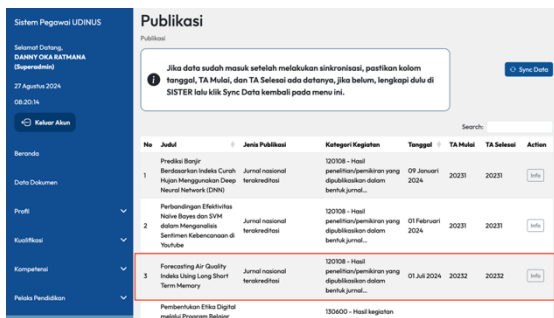 Sistem Pegawai UDINUS
Selamat Datang,
DANNY OKA RATMANA
(Superadmin)
27 Agustus 2024
08:20:14
Keluar Akun
Beranda
Data Dokumen
Profil
Kualifikasi
Kompetensi
Pelaks Pendidikan
Publikasi
Publikasi
Jika data sudah masuk setelah melakukan sinkronisasi, pastikan kolom
tanggal, TA Mulai, dan TA Selesai ada datanya, jika belum, lengkapi dulu di
SISTER lalu klik Sync Data kembali pada menu ini.
Sync Data
Search:
No Judul Jenis Publikasi Kategori Kegiatan Tanggal TA Mulai TA Selesai Action
1 Prediksi Banjir
Berdasarkan Indeks Curah
Hujan Menggunakan Deep
Neural Network (DNN)
Jurnal nasional
terakreditasi
120108 - Hasil
penelitian/pemikiran yang
dipublikasikan dalam
bentuk jurnal...
09 Januari
2024
20231 20231 Info
2 Perbandingan Efektivitas
Naive Bayes dan SVM
dalam Menganalisis
Sentimen Kebencanaan di
Youtube
Jurnal nasional
terakreditasi
120108 - Hasil
penelitian/pemikiran yang
dipublikasikan dalam
bentuk jurnal...
01 Februari
2024
20231 20231 Info
3 Forecasting Air Quality
Indeks Using Long Short
Term Memory
Jurnal nasional
terakreditasi
120108 - Hasil
penelitian/pemikiran yang
dipublikasikan dalam
bentuk jurnal...
01 Juli 2024 20232 20232 Info
Pembentukan Etika Digital
melalui Program Belajar
130600 - Hasil kegiatan